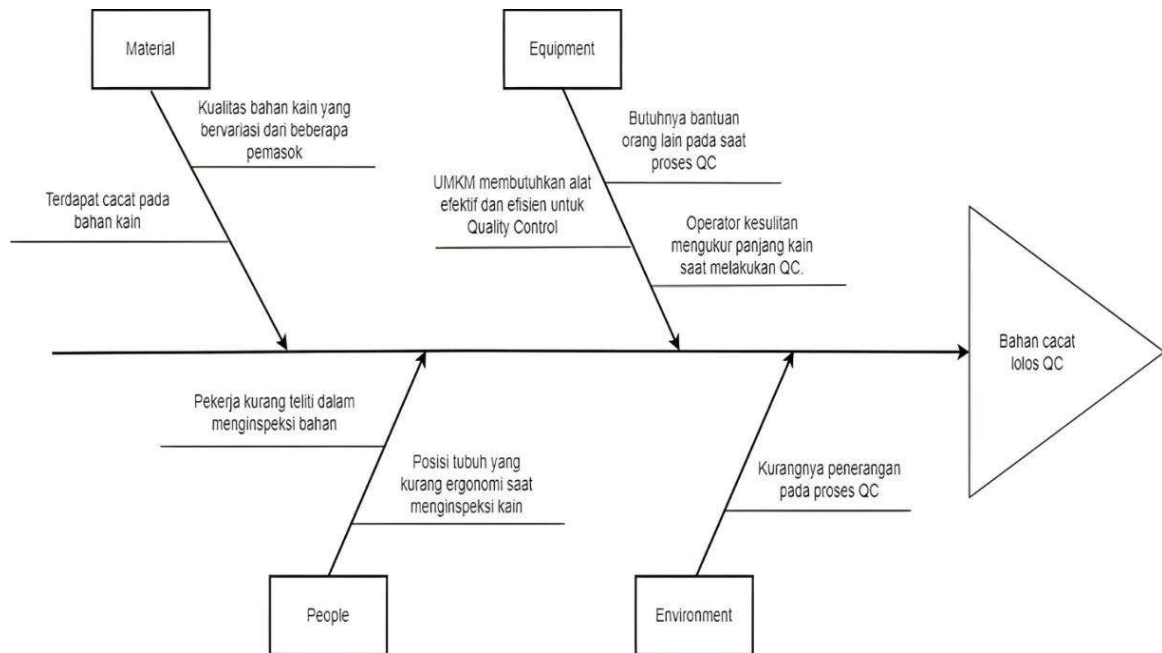 Material
Equipment
Kualitas bahan kain yang
bervariasi dari beberapa
pemasok
Terdapat cacat pada
bahan kain
Butuhnya bantuan
orang lain pada saat
proses QC
UMKM membutuhkan alat
efektif dan efisien untuk
Quality Control
Operator kesulitan
mengukur panjang kain
saat melakukan QC.
Bahan cacat
lolos QC
Pekerja kurang teliti dalam
menginspeksi bahan
Posisi tubuh yang
kurang ergonomi saat
menginspeksi kain
Kurangnya penerangan
pada proses QC
People
Environment